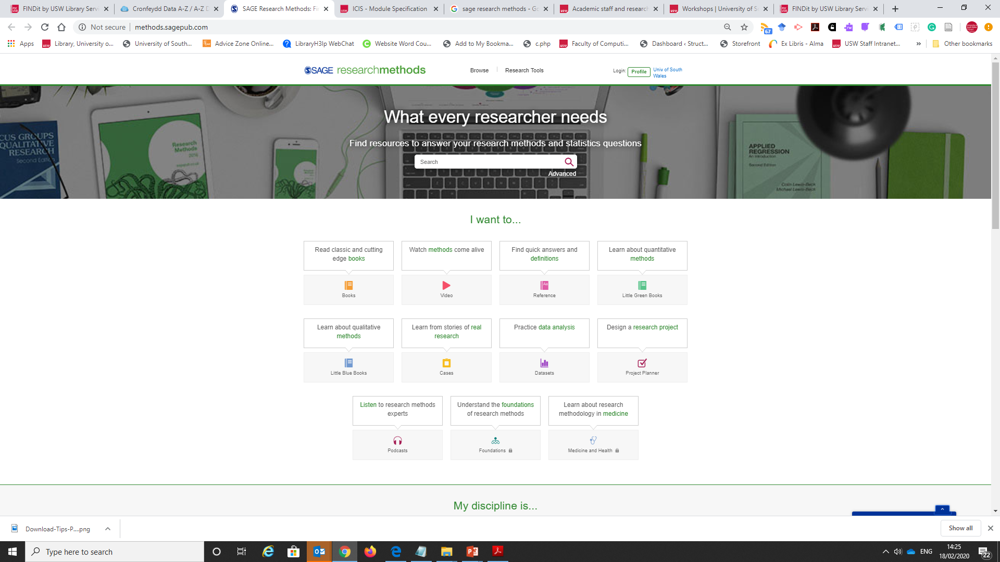 FINDit by USW Library Servi
Cronfeydd Data A-Z / A-Z D
SAGE Research Methods: Fi
ICIS - Module Specification
sage research methods - Go
Academic staff and research
Workshops | University of S
FINDit by USW Library Servi
Not secure
methods.sagepub.com
67
Apps
Library, University o...
University of South...
Advice Zone Online...
LibraryH3lp WebChat
Website Word Cou...
Add to My Bookma...
c.php
Faculty of Computi...
Dashboard ‹ Struct...
Storefront
Ex Libris - Alma
USW Staff Intranet...
»
Other bookmarks
SAGE researchmethods
Browse
Research Tools
Login:
Profile
Univ of South
Wales
What every researcher needs
Find resources to answer your research methods and statistics questions
Search
Advanced
CUS GROUPS
QUALITATIVE
RESEARCH
Second Edition
Research
Methods
2016
APPLIED
REGRESSION
An Introduction
Second Edition
Colin Lewis-Beck
Michael Lewis-Beck
I want to...
Read classic and cutting
edge books
Books
Watch methods come alive
Video
Find quick answers and
definitions
Reference
Learn about quantitative
methods
Little Green Books
Learn about qualitative
methods
Little Blue Books
Learn from stories of real
research
Cases
Practice data analysis
Datasets
Design a research project
Project Planner
Listen to research methods
experts
Podcasts
Understand the foundations
of research methods
Foundations
Learn about research
methodology in medicine
Medicine and Health
My discipline is...
Download-Tips-P....png
Show all
Type here to search
ENG
14:25
18/02/2020
22